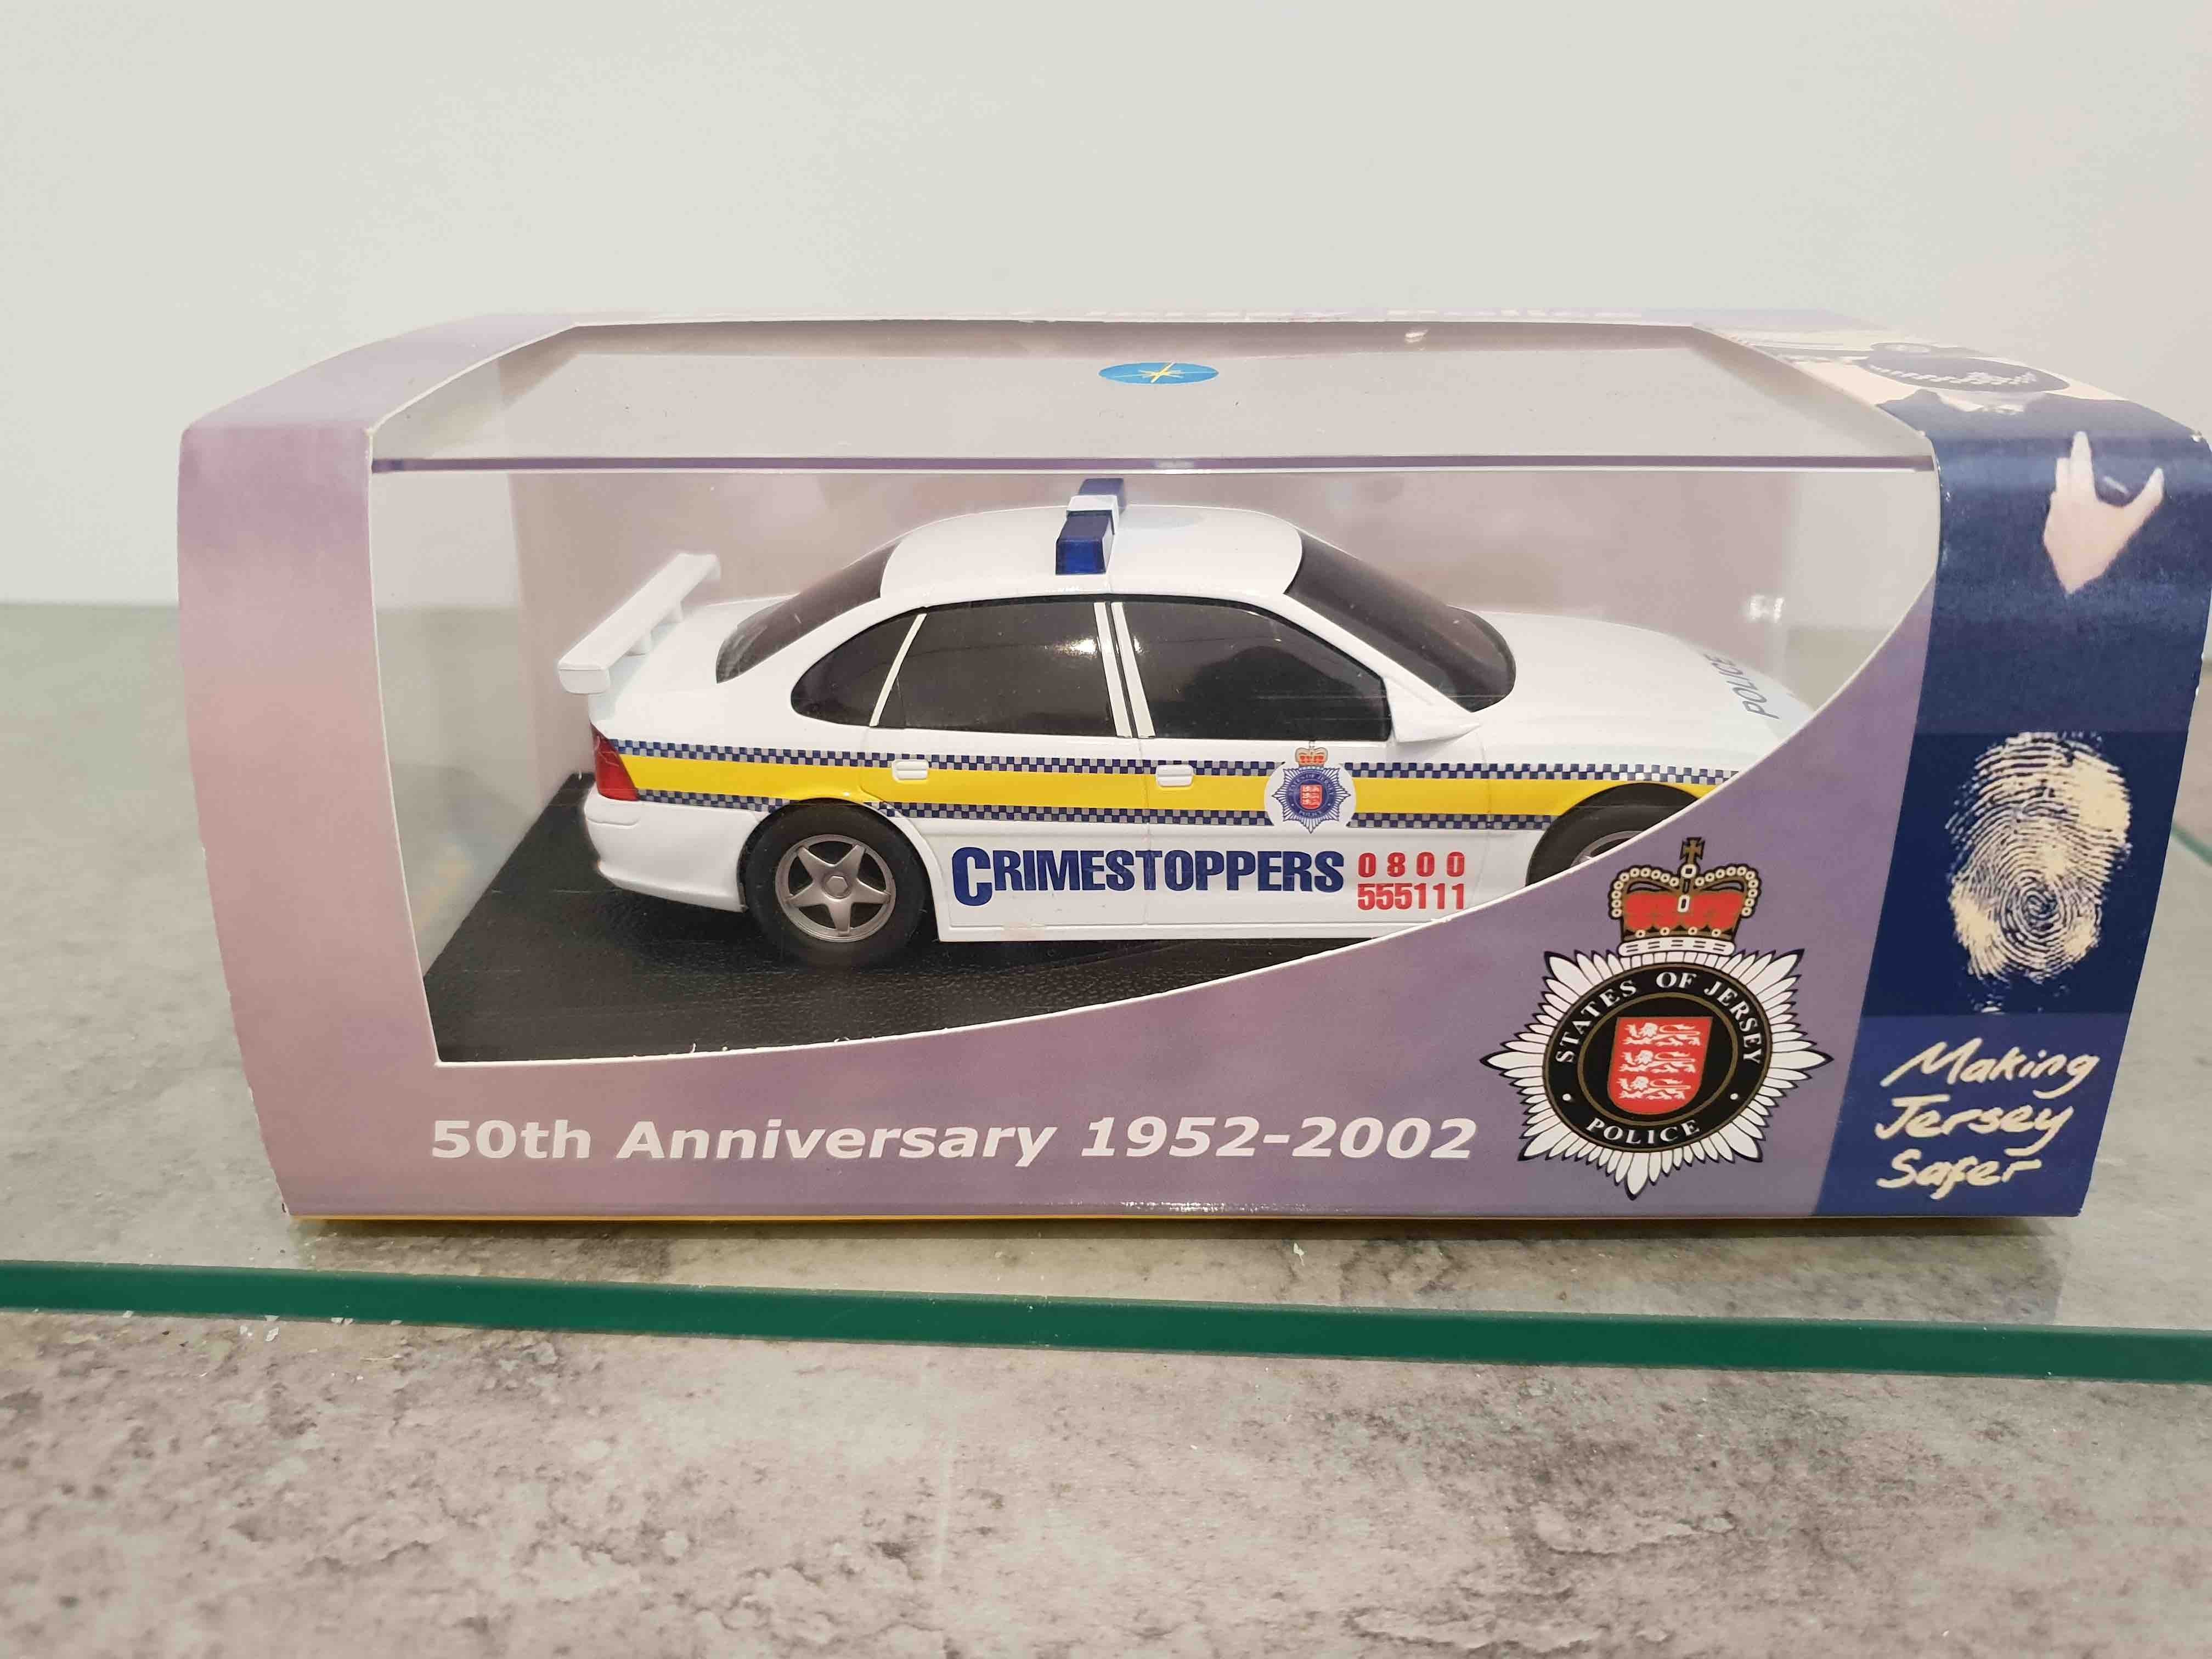 POLICE
CRIMESTOPPERS 0800
555111
STATES OF JERSEY
POLICE
50th Anniversary 1952-2002
Making
Jersey
Safer